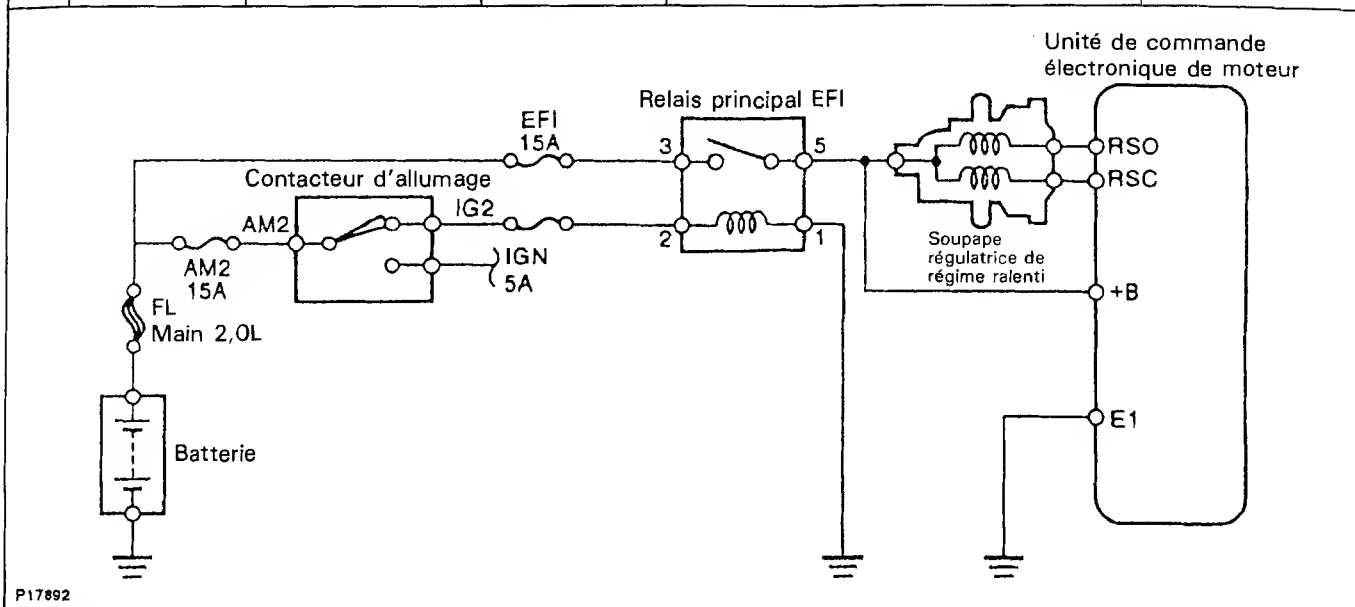 Unité de commande
électronique de moteur
Relais principal EFI
EFI
15A
3
5
RSO
RSC
Contacteur d'allumage
AM2
IG2
2
1
AM2
15A
IGN
5A
Soupape
régulatrice de
régime ralenti
+B
FL
Main 2,0L
E1
Batterie
P17892